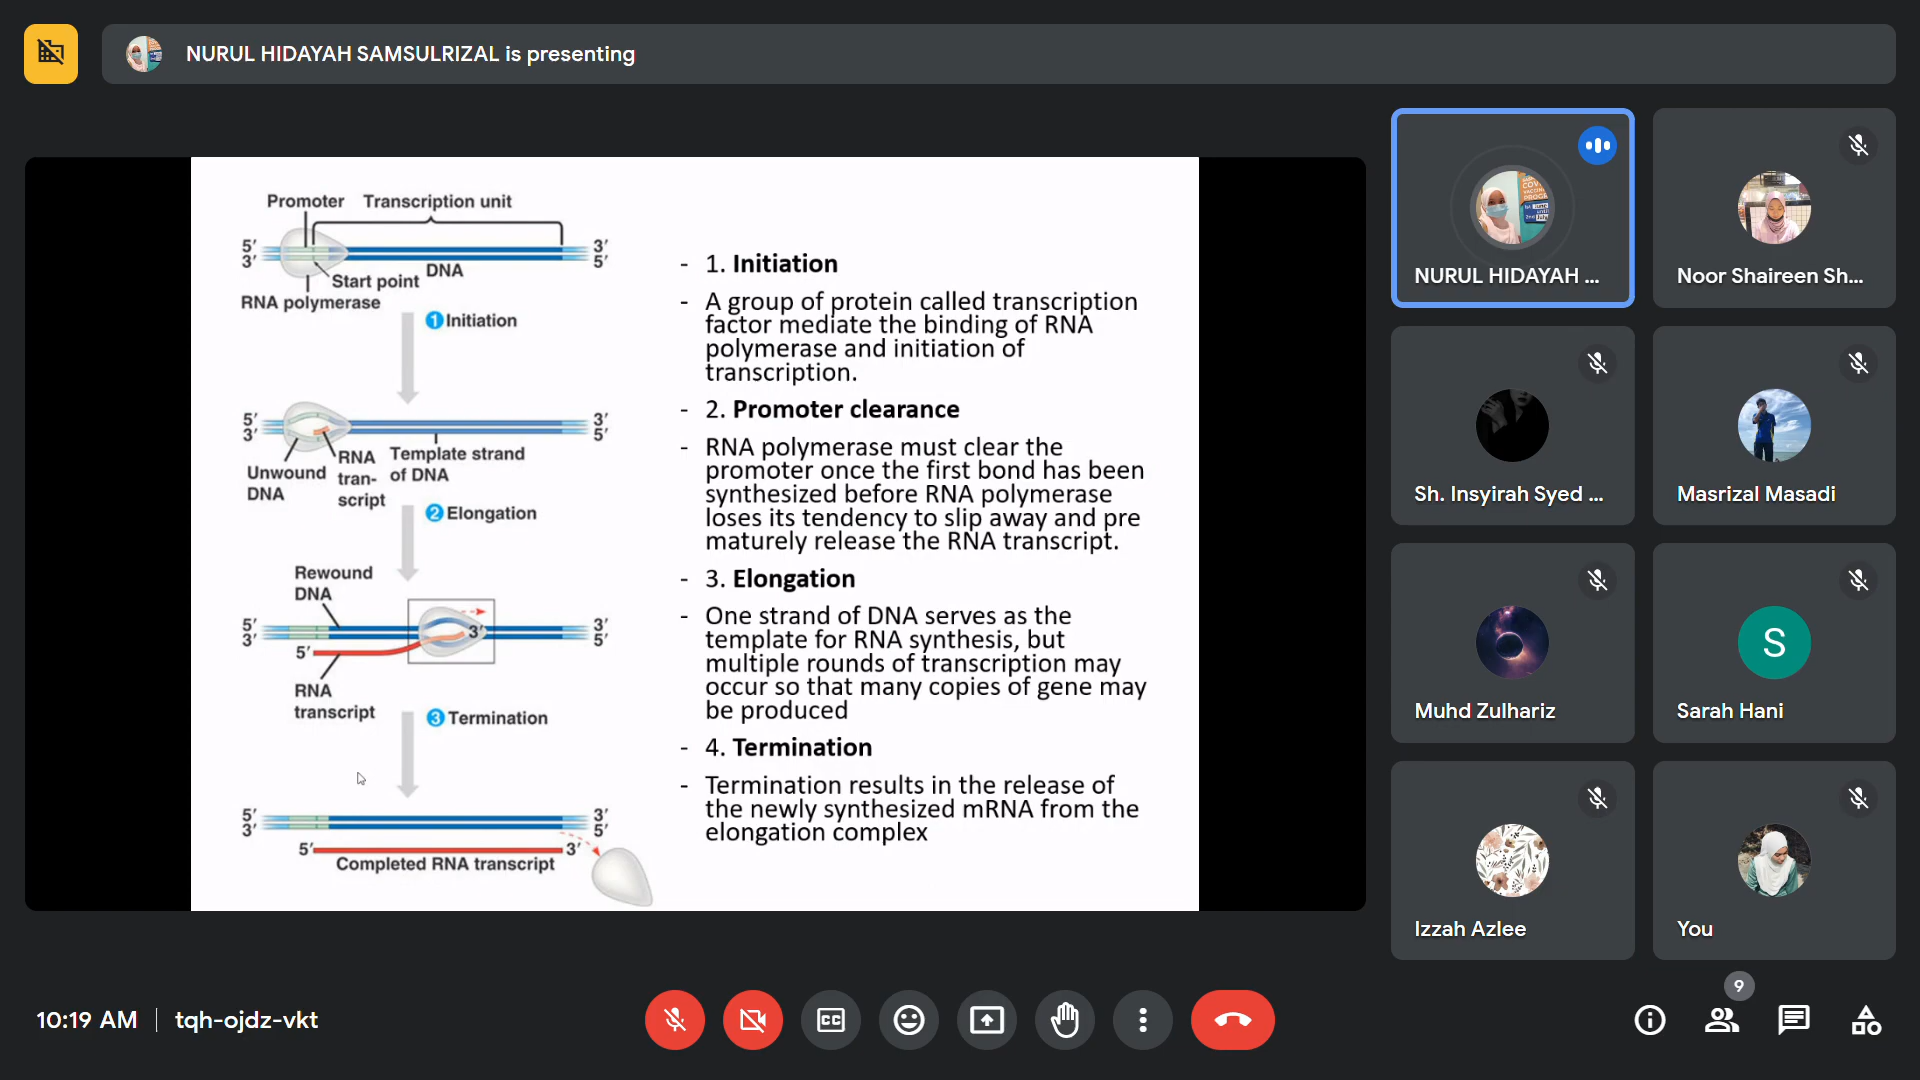 NURUL HIDAYAH SAMSULRIZAL is presenting
Promoter Transcription unit
5′ 3′
3′ 5′
DNA
Start point
RNA polymerase
1 Initiation
5′ 3′
3′ 5′
RNA tran-script
Template strand of DNA
Unwound DNA
2 Elongation
Rewound
DNA
5′ 3′
3′ 5′
3′
5′
RNA
transcript
3 Termination
5′ 3′
3′ 5′
5′ 3′
Completed RNA transcript
- 1. Initiation
- A group of protein called transcription
factor mediate the binding of RNA
polymerase and initiation of
transcription.
- 2. Promoter clearance
- RNA polymerase must clear the
promoter once the first bond has been
synthesized before RNA polymerase
loses its tendency to slip away and pre
maturely release the RNA transcript.
- 3. Elongation
- One strand of DNA serves as the
template for RNA synthesis, but
multiple rounds of transcription may
occur so that many copies of gene may
be produced
- 4. Termination
- Termination results in the release of
the newly synthesized mRNA from the
elongation complex
NURUL HIDAYAH ...
Noor Shaireen Sh...
Sh. Insyirah Syed ...
Masrizal Masadi
Muhd Zulhariz
S
Sarah Hani
Izzah Azlee
You
10:19 AM | tqh-ojdz-vkt
CC
9